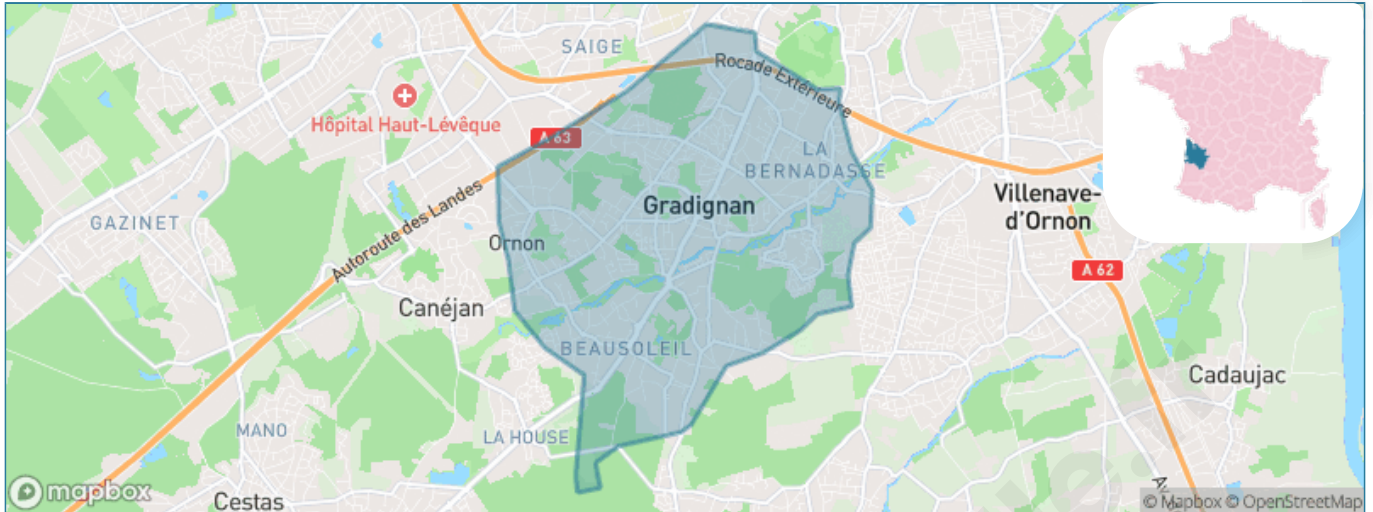 SAIGE
Rocade Extérieure
Hôpital Haut-Lévêque
A 63
LA
BERNADASSE
GAZINET
Autoroute des Landes
Gradignan
Villenave-
d'Ornon
Ornon
A 62
Canéjan
BEAUSOLEIL
Cadaujac
MANO
LA HOUSE
Cestas
mapbox
© Mapbox © OpenStreetMap